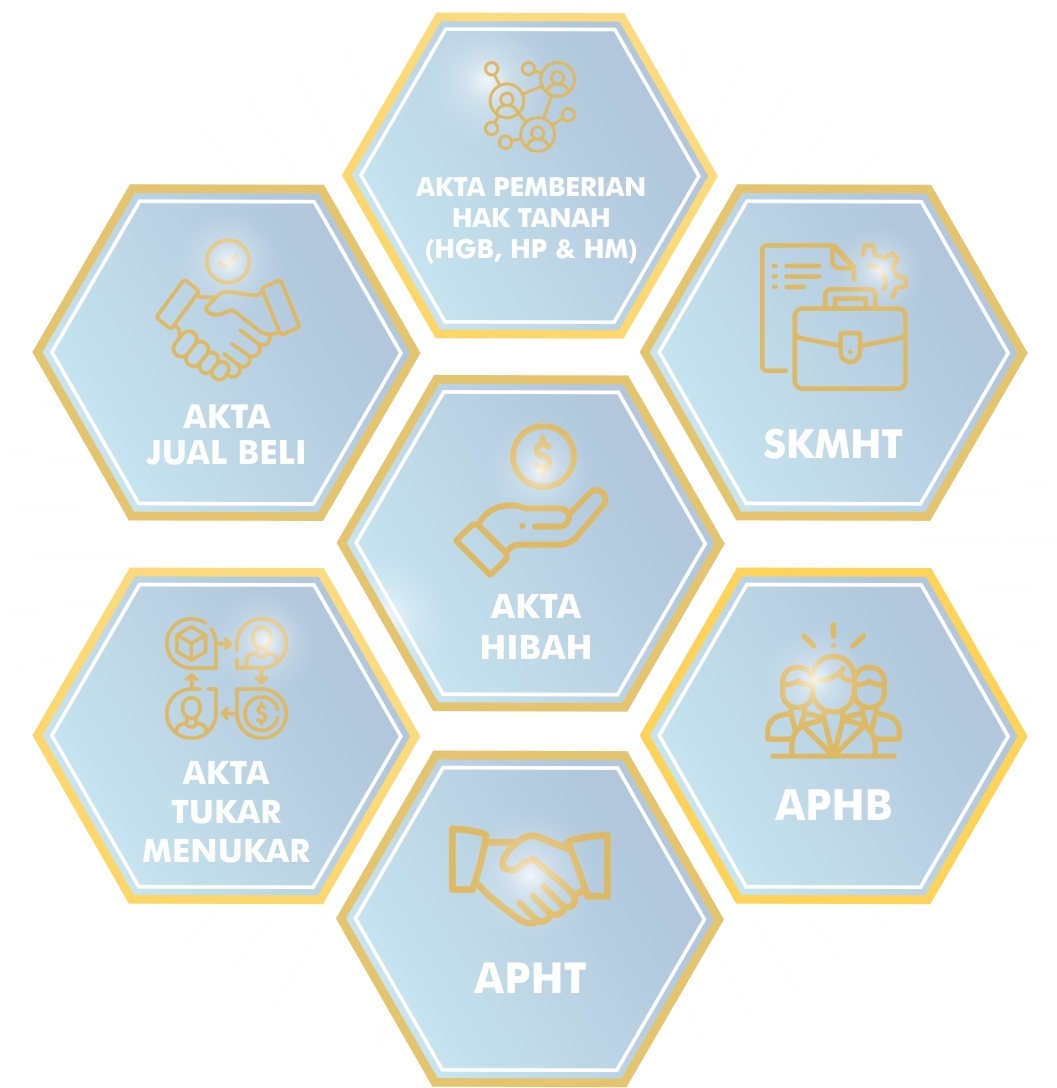 AKTA PEMBERIAN
HAK TANAH
(HGB, HP & HM)
AKTA
JUAL BELI
SKMHT
AKTA
HIBAH
AKTA
TUKAR
MENUKAR
APHB
APHT